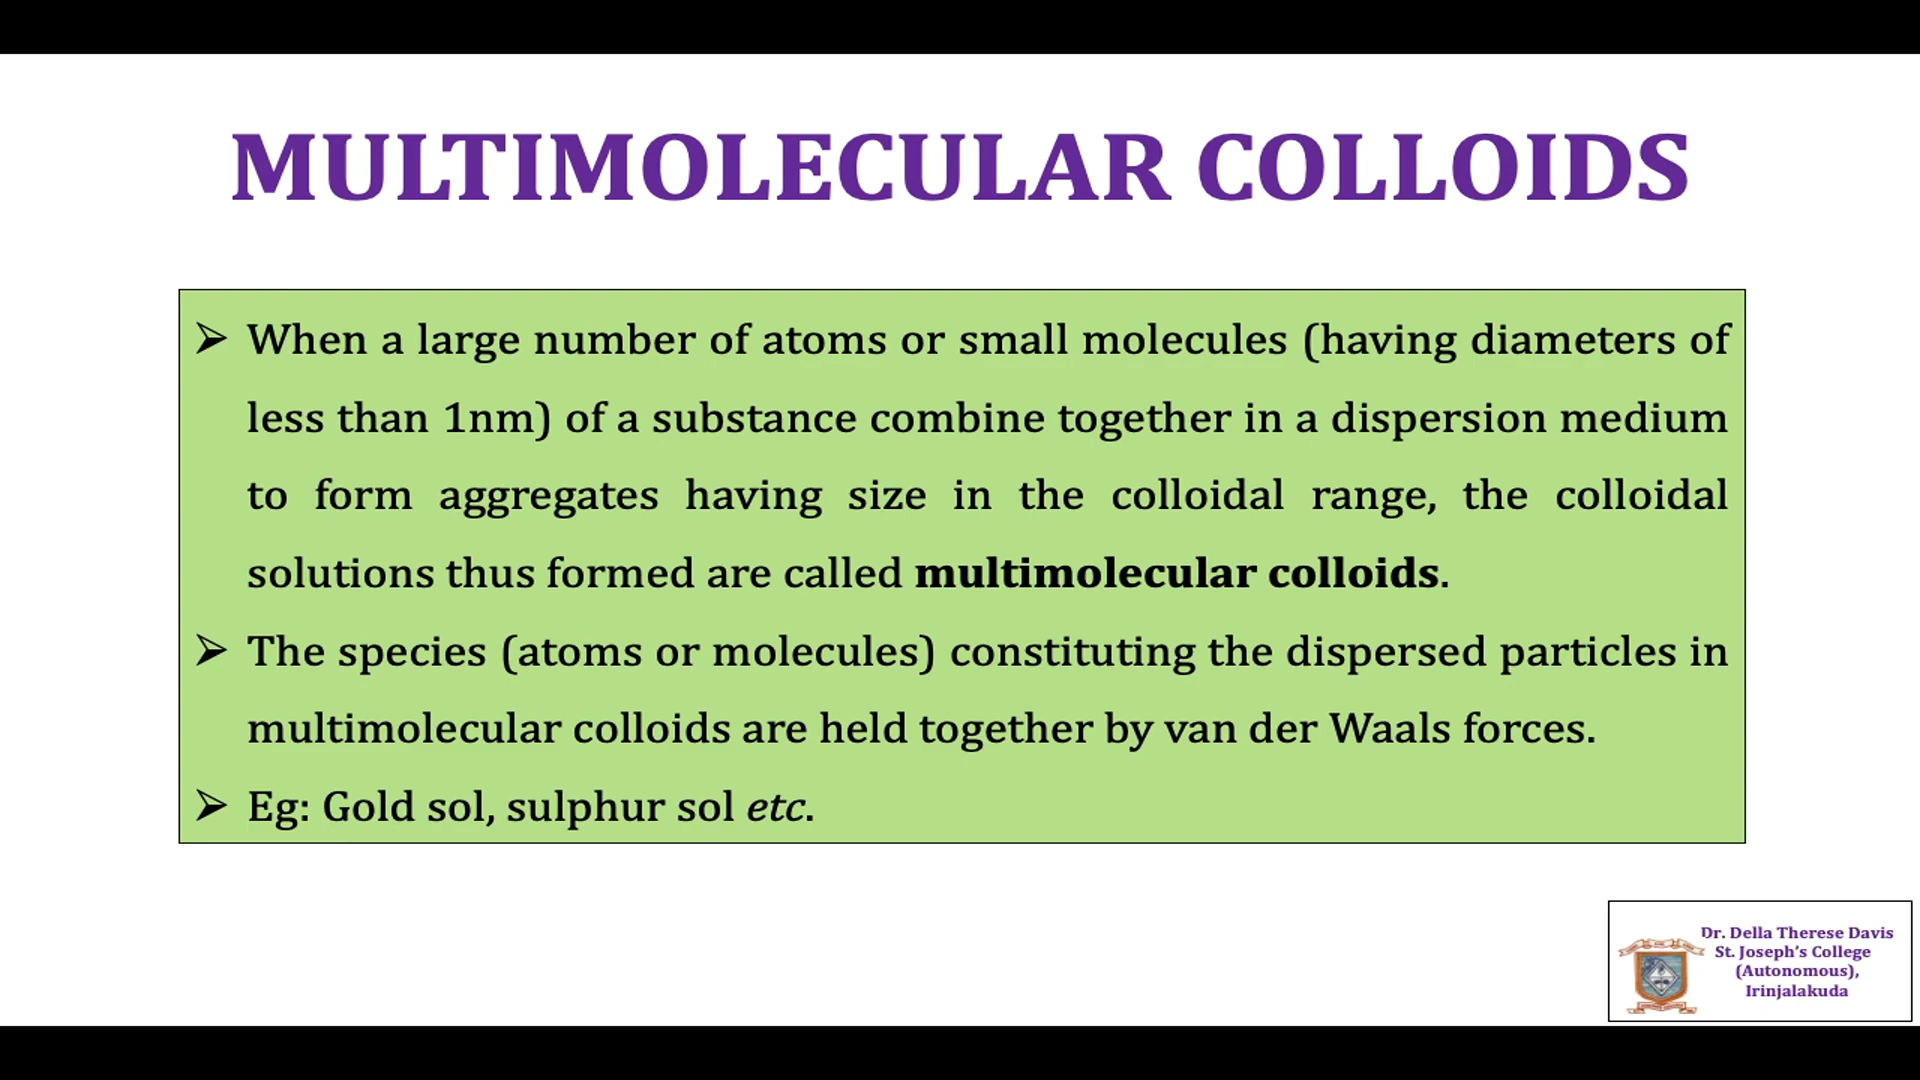 MULTIMOLECULAR COLLOIDS
➢ When a large number of atoms or small molecules (having diameters of
less than 1nm) of a substance combine together in a dispersion medium
to form aggregates having size in the colloidal range, the colloidal
solutions thus formed are called multimolecular colloids.
➢ The species (atoms or molecules) constituting the dispersed particles in
multimolecular colloids are held together by van der Waals forces.
➢ Eg: Gold sol, sulphur sol etc.
Dr. Della Therese Davis
St. Joseph’s College
(Autonomous),
Irinjalakuda